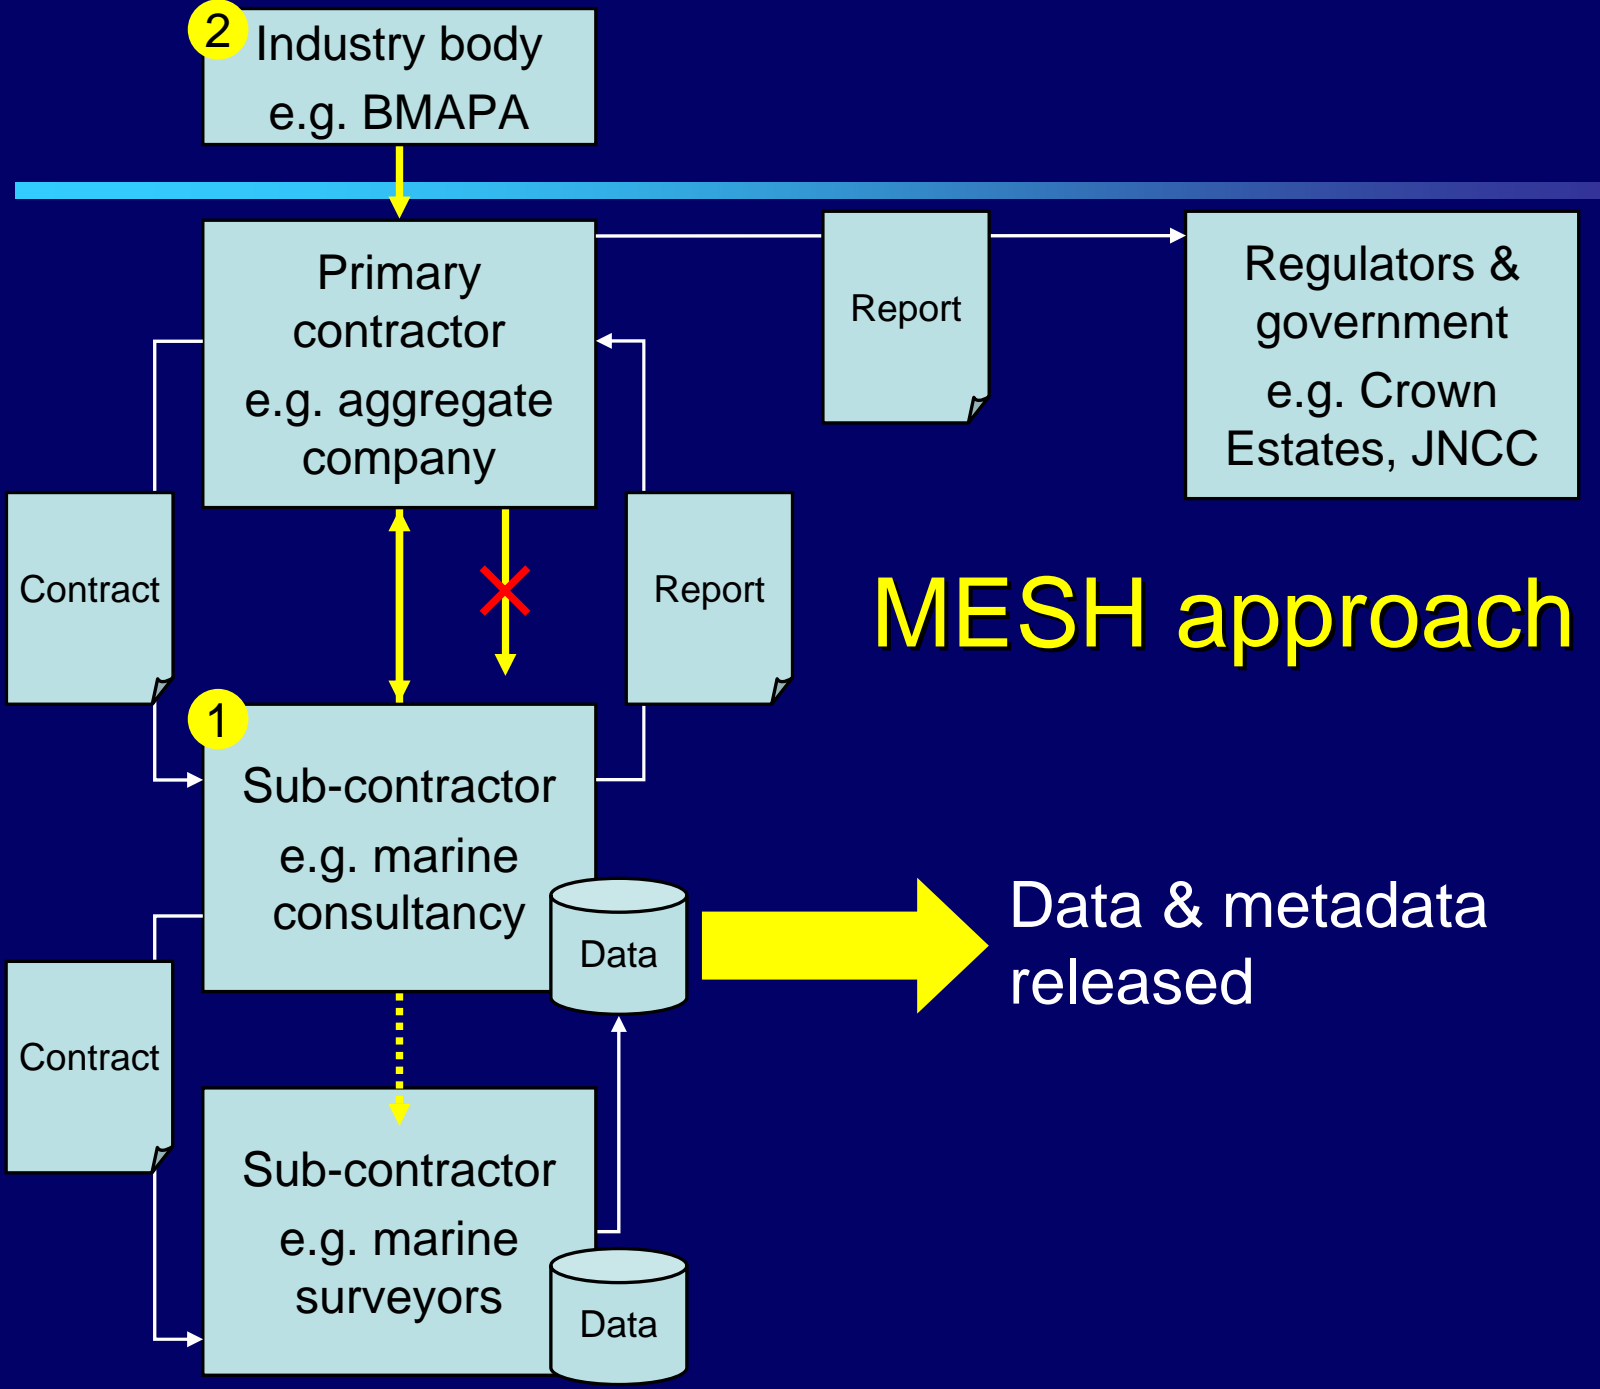 2
Industry body
e.g. BMAPA
Primary
contractor
e.g. aggregate
company
Report
Regulators &
government
e.g. Crown
Estates, JNCC
Contract
Report
MESH approach
1
Sub-contractor
e.g. marine
consultancy
Data
Data & metadata
released
Contract
Sub-contractor
e.g. marine
surveyors
Data